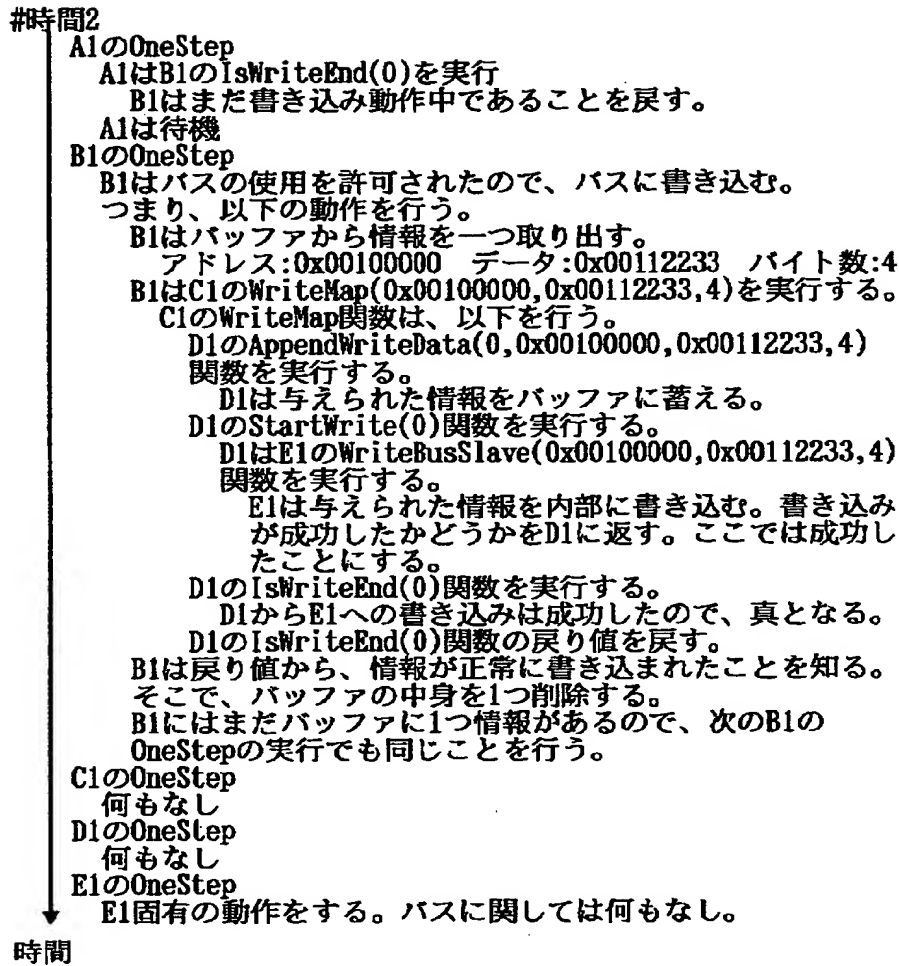 #時間2
A1のOneStep
A1はB1のIsWriteEnd(0)を実行
B1はまだ書き込み動作中であることを戻す。
A1は待機
B1のOneStep
B1はバスの使用を許可されたので、バスに書き込む。
つまり、以下の動作を行う。
B1はバッファから情報を一つ取り出す。
アドレス:0x00100000 データ:0x00112233 バイト数:4
B1はC1のWriteMap(0x00100000,0x00112233,4)を実行する。
C1のWriteMap関数は、以下を行う。
D1のAppendWriteData(0,0x00100000,0x00112233,4)
関数を実行する。
D1は与えられた情報をバッファに蓄える。
D1のStartWrite(0)関数を実行する。
D1はE1のWriteBusSlave(0x00100000,0x00112233,4)
関数を実行する。
E1は与えられた情報を内部に書き込む。書き込み
が成功したかどうかをD1に返す。ここでは成功し
たことにする。
D1のIsWriteEnd(0)関数を実行する。
D1からE1への書き込みは成功したので、真となる。
D1のIsWriteEnd(0)関数の戻り値を戻す。
B1は戻り値から、情報が正常に書き込まれたことを知る。
そこで、バッファの中身を1つ削除する。
B1にはまだバッファに1つ情報があるので、次のB1の
OneStepの実行でも同じことを行う。
C1のOneStep
何もなし
D1のOneStep
何もなし
E1のOneStep
E1固有の動作をする。バスに関しては何もなし。
時間